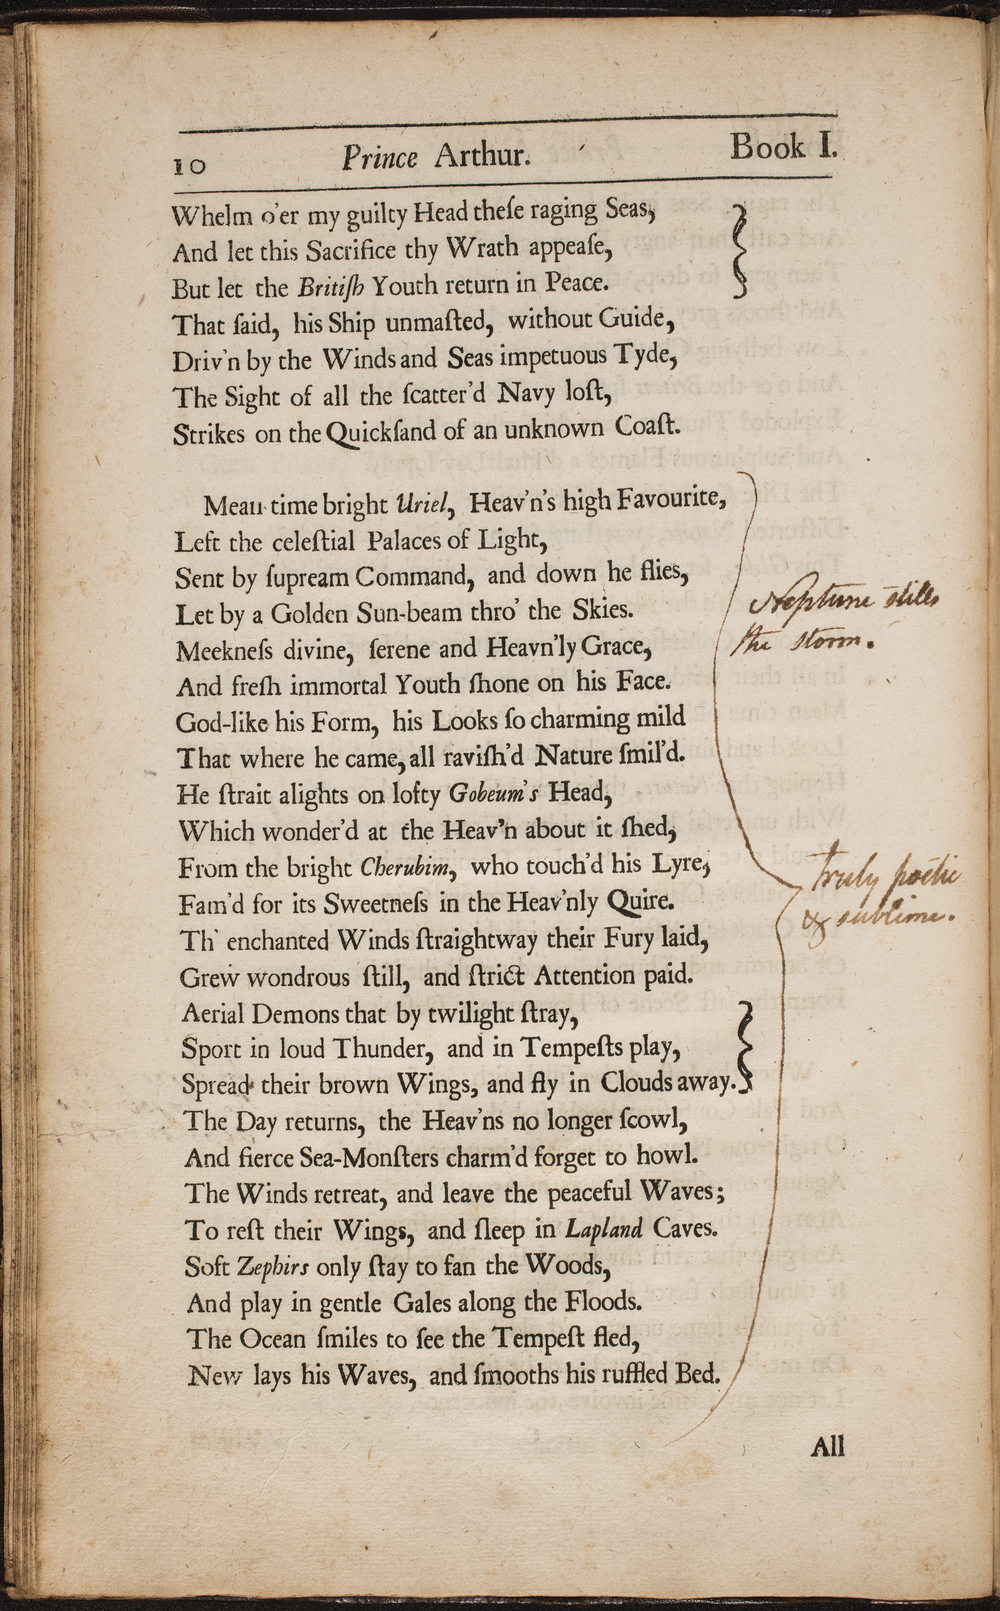 10 Prince Arthur. Book I.
Whelm o'er my guilty Head theſe raging Seas,
And let this Sacrifice thy Wrath appeaſe,
But let the Britiſh Youth return in Peace.
That ſaid, his Ship unmaſted, without Guide,
Driv'n by the Winds and Seas impetuous Tyde,
The Sight of all the ſcatter'd Navy loſt,
Strikes on the Quickſand of an unknown Coaſt.
Mean time bright Uriel, Heav'n's high Favourite,
Left the celeſtial Palaces of Light,
Sent by ſupream Command, and down he flies,
Let by a Golden Sun-beam thro' the Skies.
Meekneſs divine, ſerene and Heavn'ly Grace,
And freſh immortal Youth ſhone on his Face.
God-like his Form, his Looks ſo charming mild
That where he came, all raviſh'd Nature ſmil'd.
He ſtrait alights on lofty Gobeum's Head,
Which wonder'd at the Heav'n about it ſhed,
From the bright Cherubim, who touch'd his Lyre,
Fam'd for its Sweetneſs in the Heav'nly Quire.
Th' enchanted Winds ſtraightway their Fury laid,
Grew wondrous ſtill, and ſtrict Attention paid.
Aerial Demons that by twilight ſtray,
Sport in loud Thunder, and in Tempeſts play,
Spread their brown Wings, and fly in Clouds away.
The Day returns, the Heav'ns no longer ſcowl,
And fierce Sea-Monſters charm'd forget to howl.
The Winds retreat, and leave the peaceful Waves;
To reſt their Wings, and ſleep in Lapland Caves.
Soft Zephirs only ſtay to fan the Woods,
And play in gentle Gales along the Floods.
The Ocean ſmiles to ſee the Tempeſt fled,
New lays his Waves, and ſmooths his ruffled Bed.
All
Neptune stills
the storm.
truly poetic
& sublime.